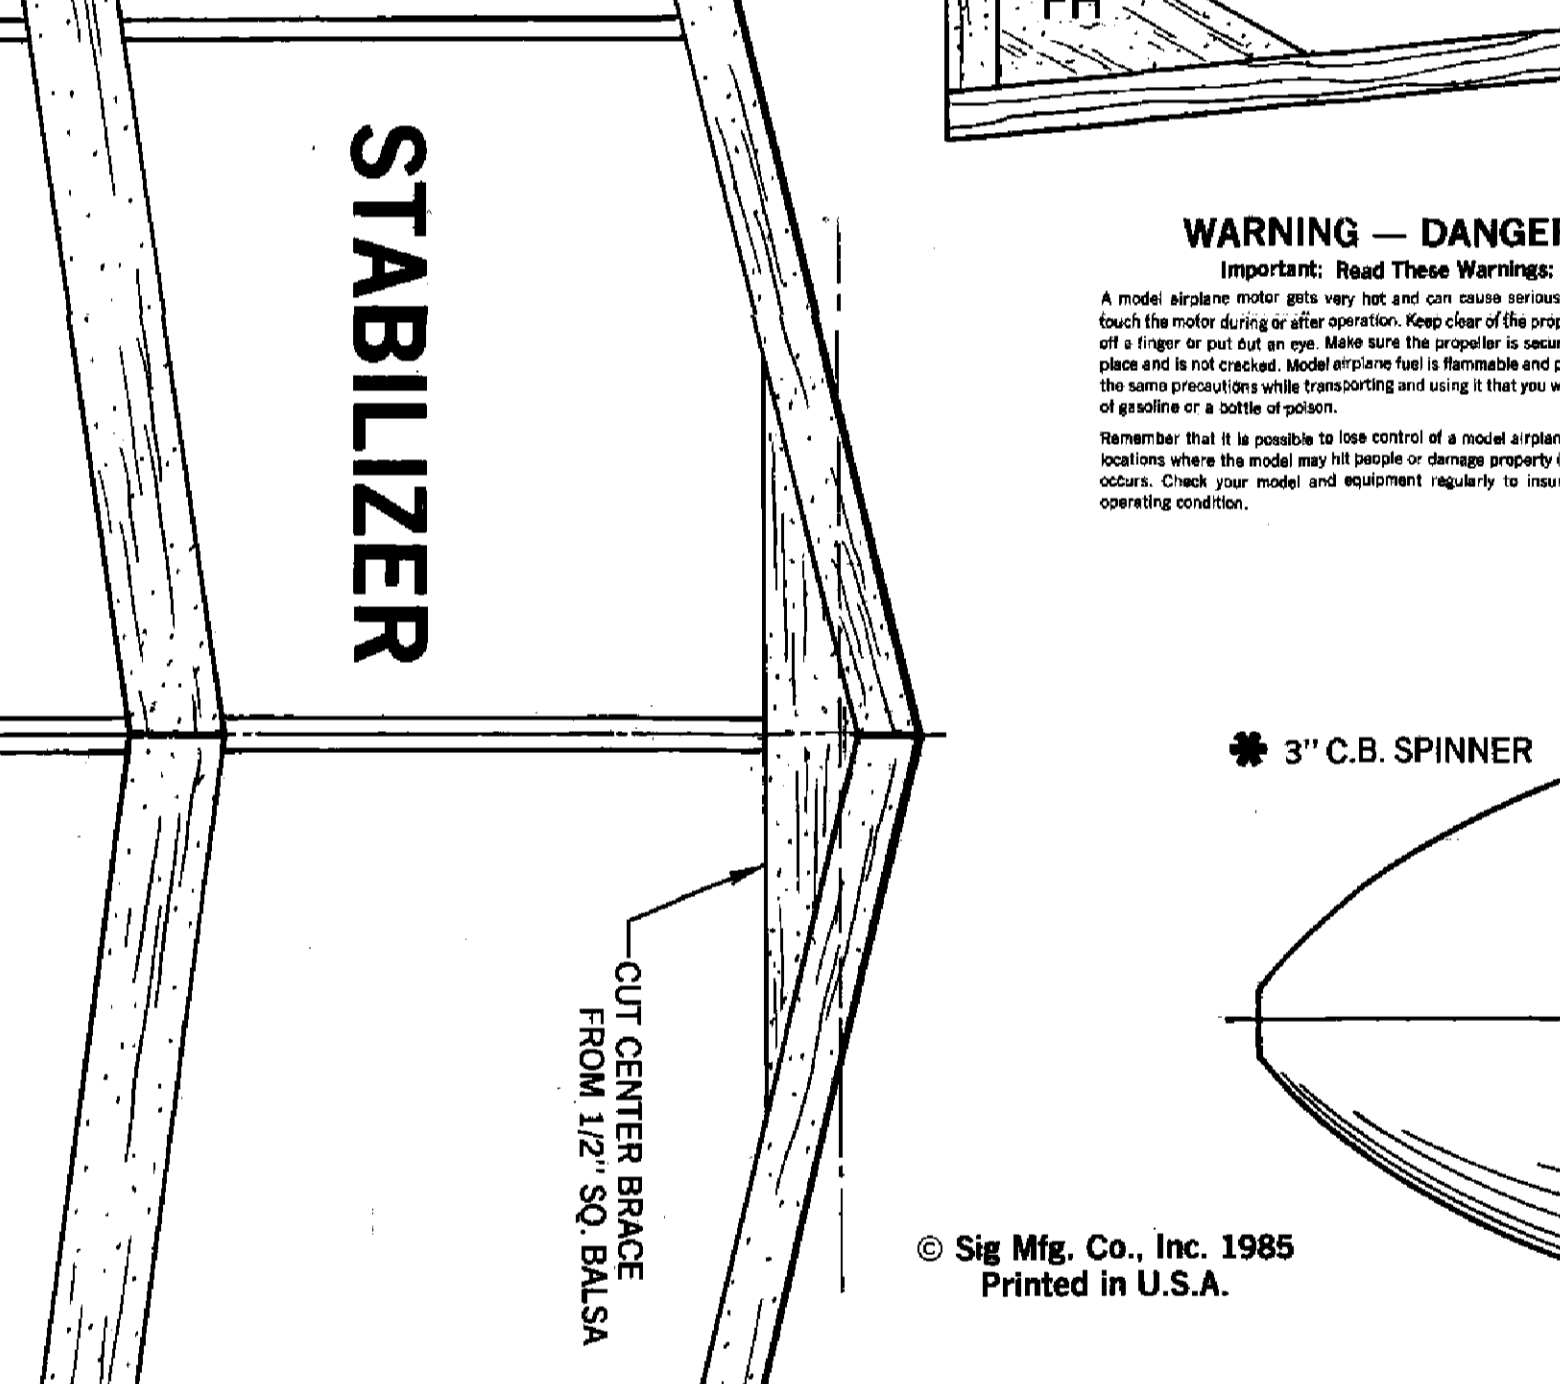 STABILIZER
WARNING — DANGER
Important: Read These Warnings:
A model airplane motor gets very hot and can cause serious
touch the motor during or after operation. Keep clear of the prop
off a finger or put out an eye. Make sure the propeller is secur
place and is not cracked. Model airplane fuel is flammable and p
the same precautions while transporting and using it that you w
of gasoline or a bottle of poison.
Remember that it is possible to lose control of a model airplan
locations where the model may hit people or damage property
occurs. Check your model and equipment regularly to insu
operating condition.
✱ 3" C.B. SPINNER
CUT CENTER BRACE
FROM 1/2" SQ. BALSA
© Sig Mfg. Co., Inc. 1985
Printed in U.S.A.